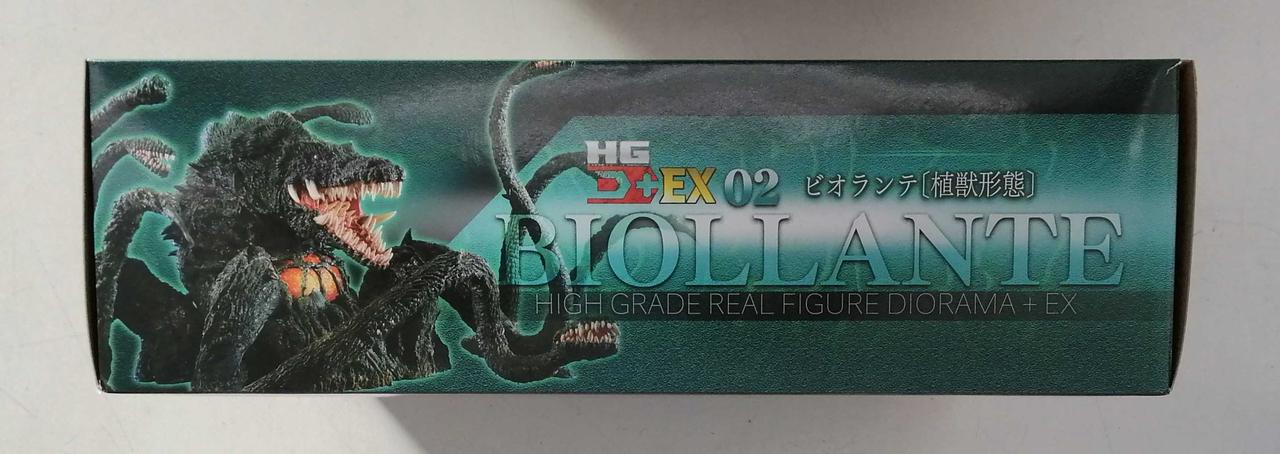 HG
D+EX 02 ビオランテ〔植獣形態〕
BIOLLANTE
HIGH GRADE REAL FIGURE DIORAMA + EX